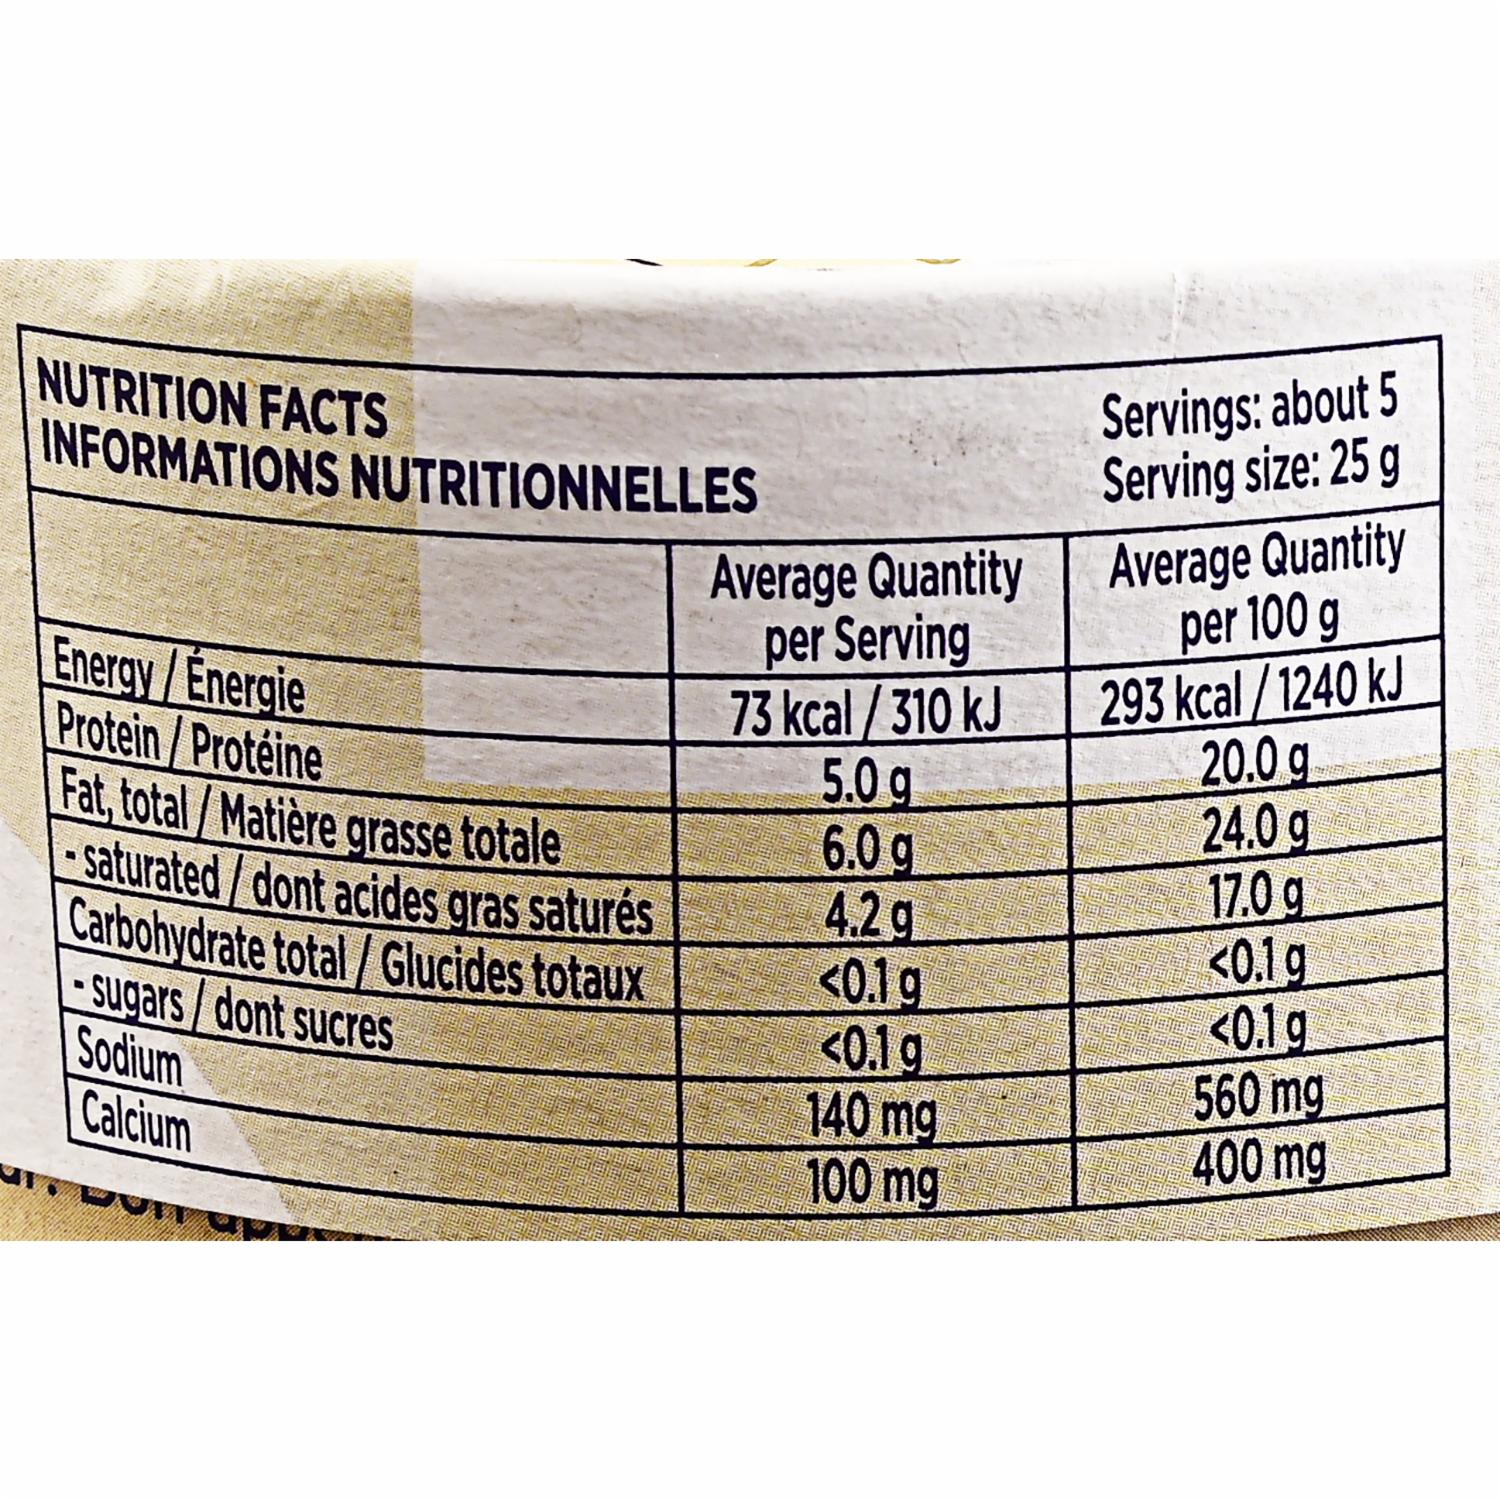 NUTRITION FACTS
INFORMATIONS NUTRITIONNELLES
Servings: about 5
Serving size: 25 g
Average Quantity per Serving
Average Quantity per 100 g
Energy / Énergie 73 kcal / 310 kJ 293 kcal / 1240 kJ
Protein / Protéine 5.0 g 20.0 g
Fat, total / Matière grasse totale 6.0 g 24.0 g
- saturated / dont acides gras saturés 4.2 g 17.0 g
Carbohydrate total / Glucides totaux <0.1 g <0.1 g
- sugars / dont sucres <0.1 g <0.1 g
Sodium 140 mg 560 mg
Calcium 100 mg 400 mg